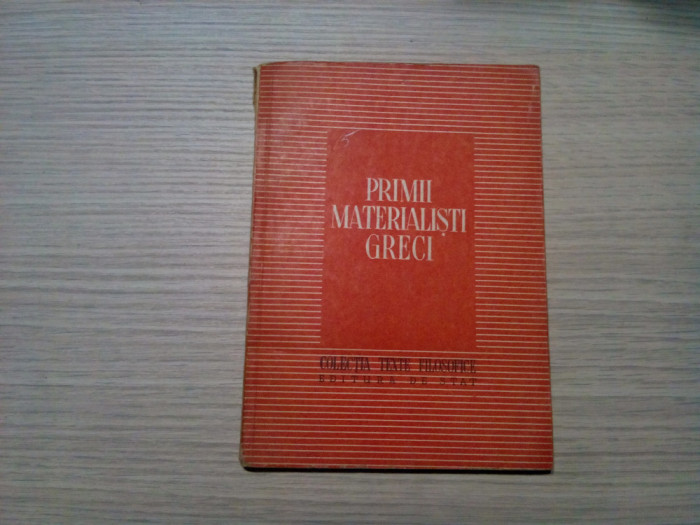 PRIMII
MATERIALIȘTI
GRECI
COLECȚIA TEXTE FILOSOFICE
EDITURA DE STAT